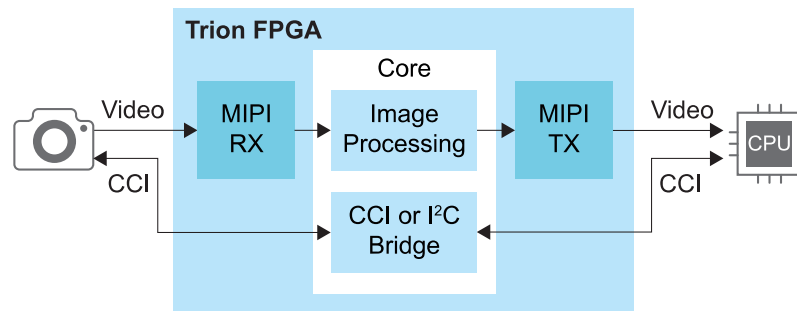 Trion FPGA
Core
Video
MIPI
RX
Image
Processing
MIPI
TX
Video
CPU
CCI
CCI or I²C
Bridge
CCI